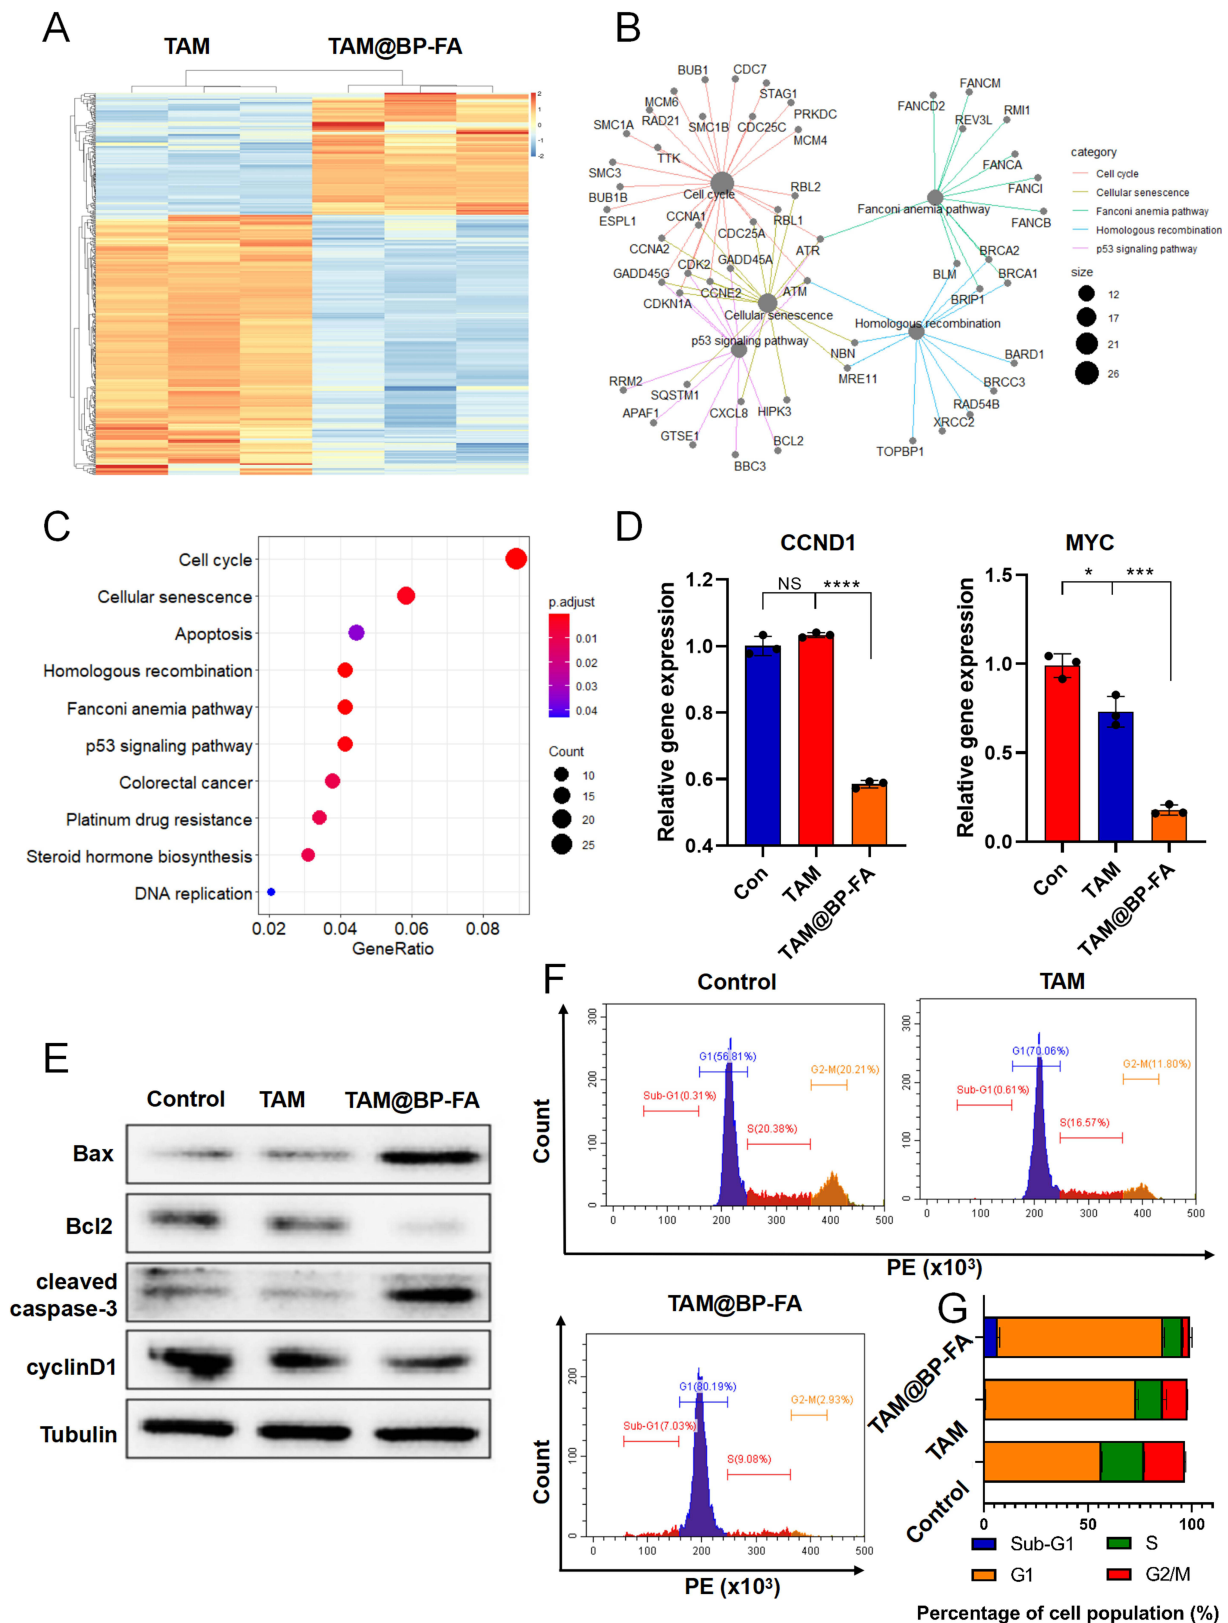 A
TAM
TAM@BP-FA
2
1
0
-1
-2
B
BUB1
CDC7
STAG1
MCM6
RAD21
PRKDC
SMC1A
SMC1B
CDC25C
MCM4
TTK
SMC3
Cell cycle
RBL2
BUB1B
ESPL1
CCNA1
RBL1
CDC25A
CCNA2
ATR
GADD45A
CDK2
GADD45G
CCNE2
ATM
CDKN1A
Cellular senescence
p53 signaling pathway
NBN
MRE11
RRM2
SQSTM1
APAF1
CXCL8
HIPK3
GTSE1
BCL2
BBC3
FANCM
FANCD2
REV3L
RMI1
FANCA
FANCI
Fanconi anemia pathway
FANCB
BRCA2
BLM
BRCA1
BRIP1
Homologous recombination
BARD1
BRCC3
RAD54B
XRCC2
TOPBP1
category
Cell cycle
Cellular senescence
Fanconi anemia pathway
Homologous recombination
p53 signaling pathway
size
12
17
21
26
C
Cell cycle
Cellular senescence
Apoptosis
Homologous recombination
Fanconi anemia pathway
p53 signaling pathway
Colorectal cancer
Platinum drug resistance
Steroid hormone biosynthesis
DNA replication
0.02 0.04 0.06 0.08
GeneRatio
p.adjust
0.01
0.02
0.03
0.04
Count
10
15
20
25
D
CCND1
NS ****
Relative gene expression
1.2
1.0
0.8
0.6
0.4
Con
TAM
TAM@BP-FA
MYC
* ***
Relative gene expression
1.5
1.0
0.5
0.0
Con
TAM
TAM@BP-FA
E
Control TAM TAM@BP-FA
Bax
Bcl2
cleaved
caspase-3
cyclinD1
Tubulin
F
Control
Count
300
200
100
0
G1(56.81%)
G2-M(20.21%)
Sub-G1(0.31%)
S(20.38%)
0 100 200 300 400 500
TAM
300
200
100
0
G1(70.06%)
G2-M(11.80%)
Sub-G1(0.61%)
S(16.57%)
0 100 200 300 400 500
PE (x10³)
TAM@BP-FA
Count
200
100
0
G1(80.19%)
G2-M(2.93%)
Sub-G1(7.03%)
S(9.08%)
0 100 200 300 400 500
PE (x10³)
G
TAM@BP-FA
TAM
Control
0 50 100
Sub-G1
S
G1
G2/M
Percentage of cell population (%)